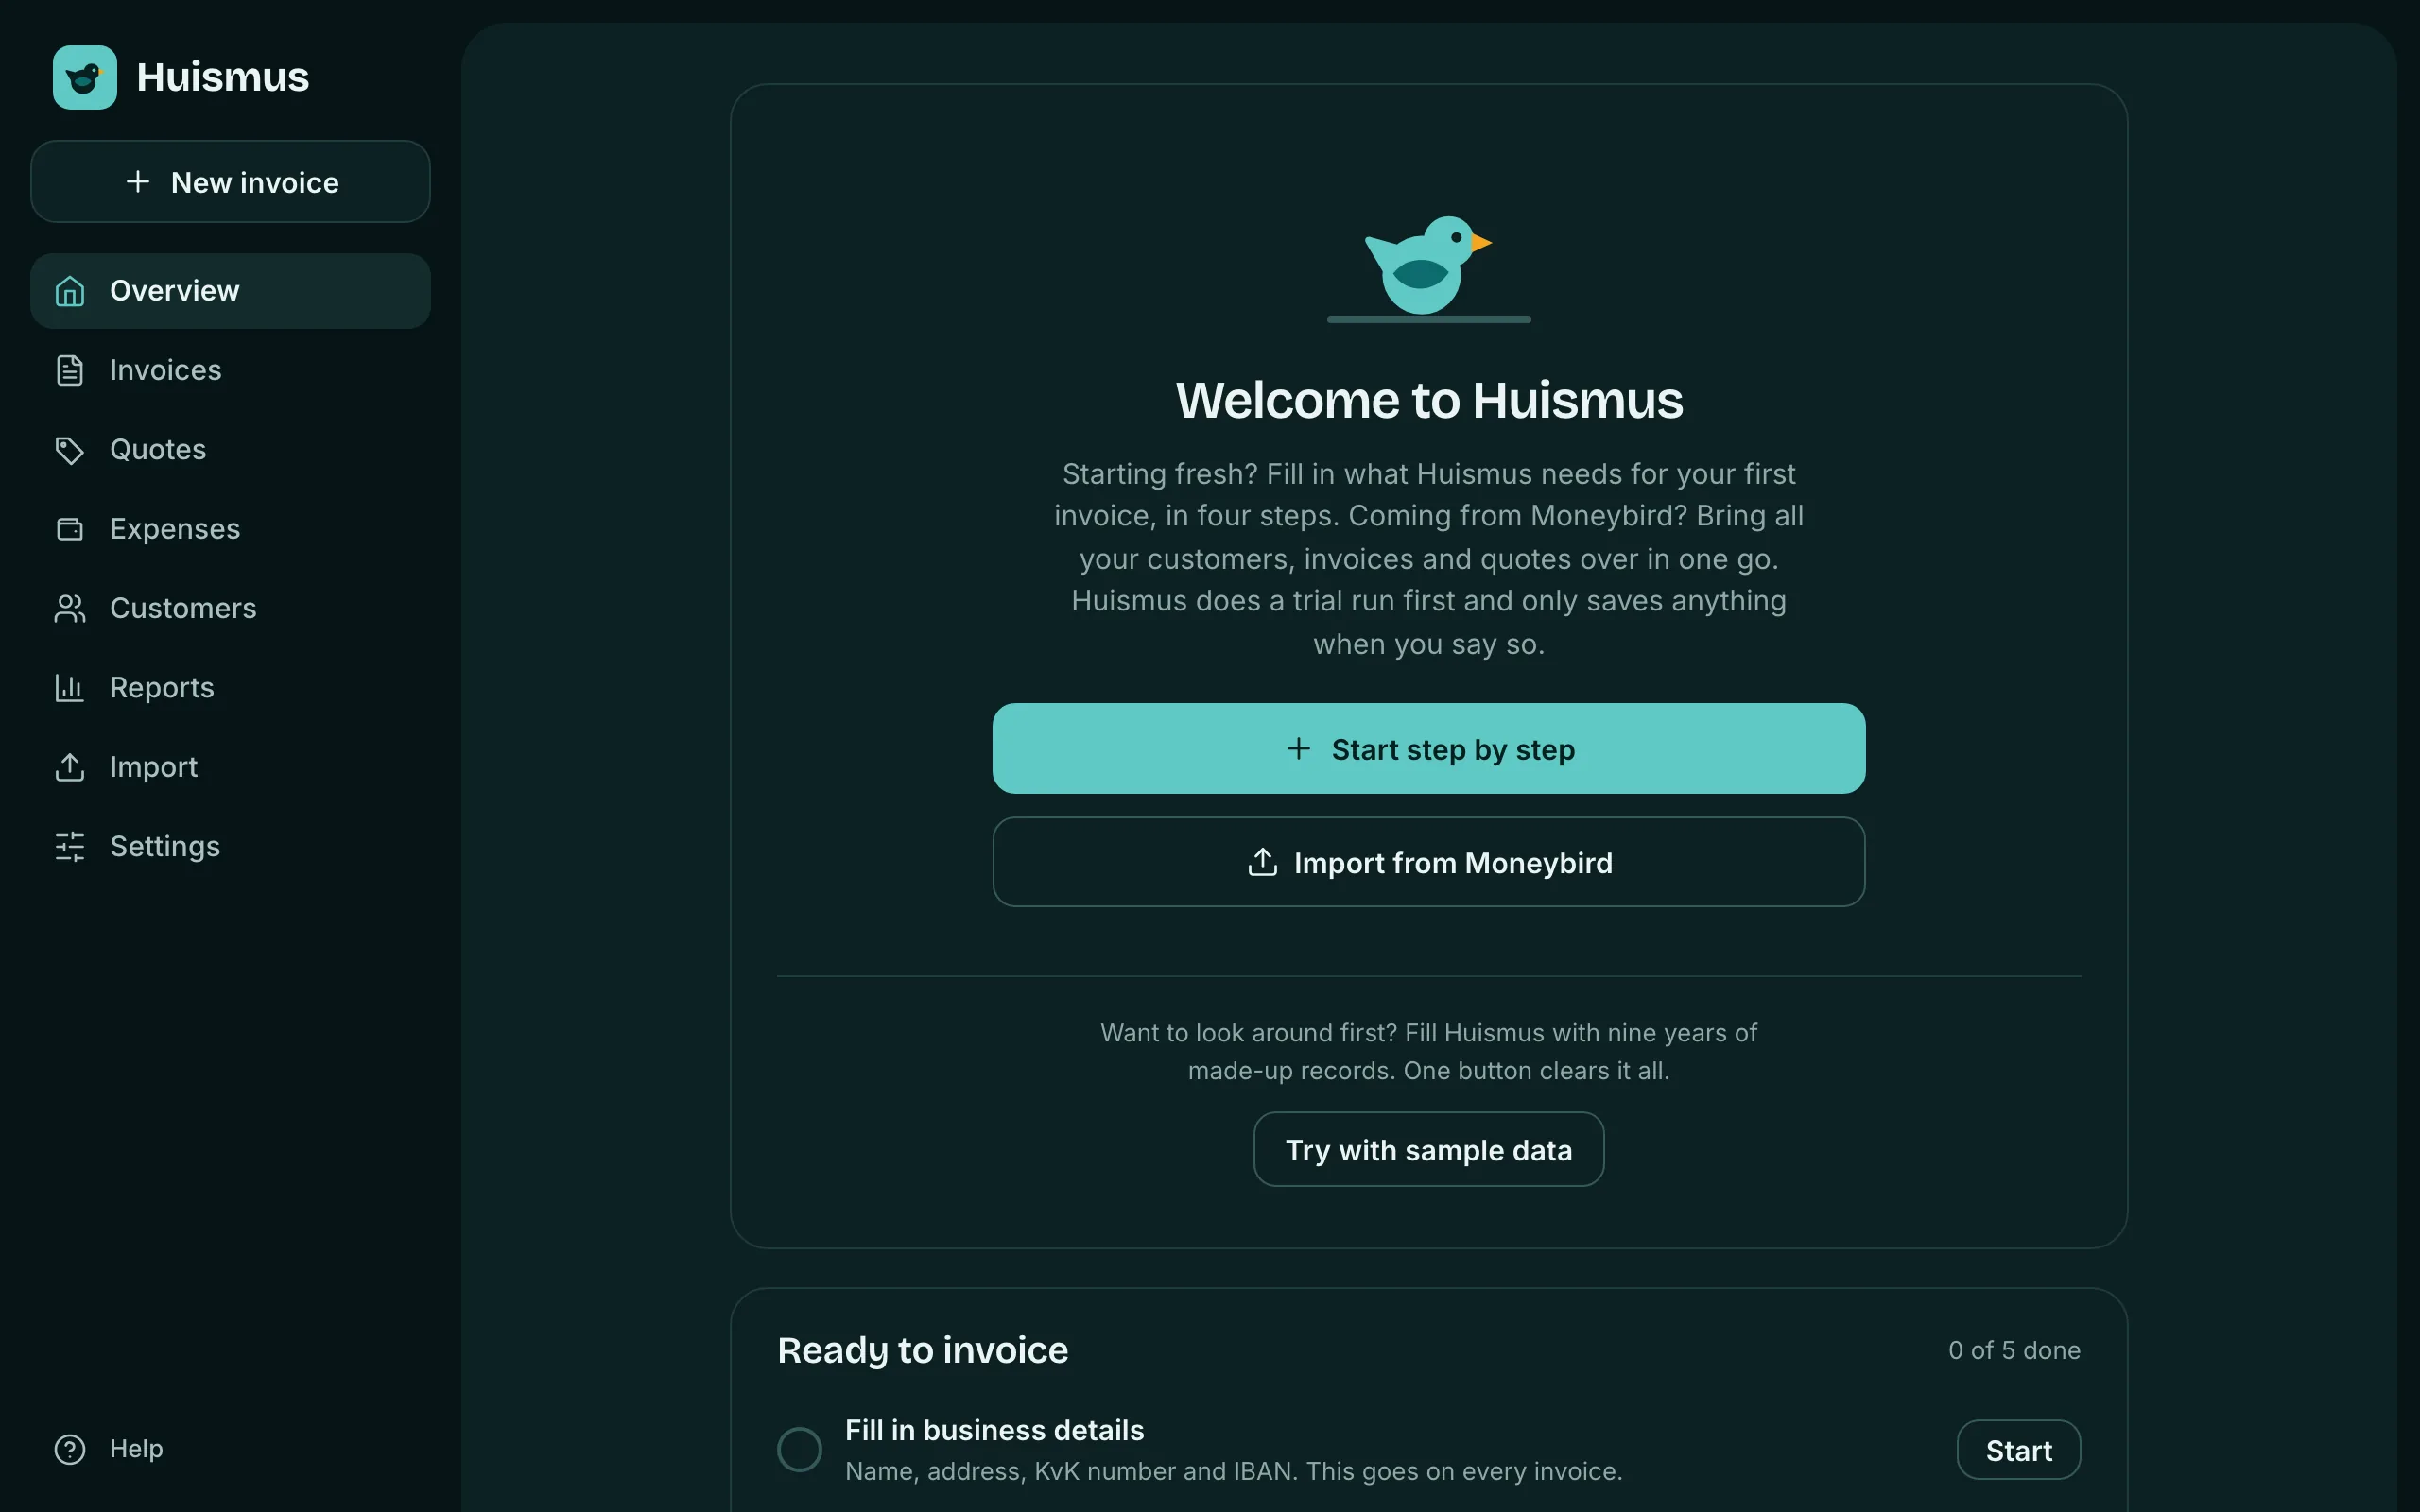 Huismus
New invoice
Overview
Invoices
Quotes
Expenses
Customers
Reports
Import
Settings
Help
Welcome to Huismus
Starting fresh? Fill in what Huismus needs for your first
invoice, in four steps. Coming from Moneybird? Bring all
your customers, invoices and quotes over in one go.
Huismus does a trial run first and only saves anything
when you say so.
Start step by step
Import from Moneybird
Want to look around first? Fill Huismus with nine years of
made-up records. One button clears it all.
Try with sample data
Ready to invoice
0 of 5 done
Fill in business details
Name, address, KvK number and IBAN. This goes on every invoice.
Start